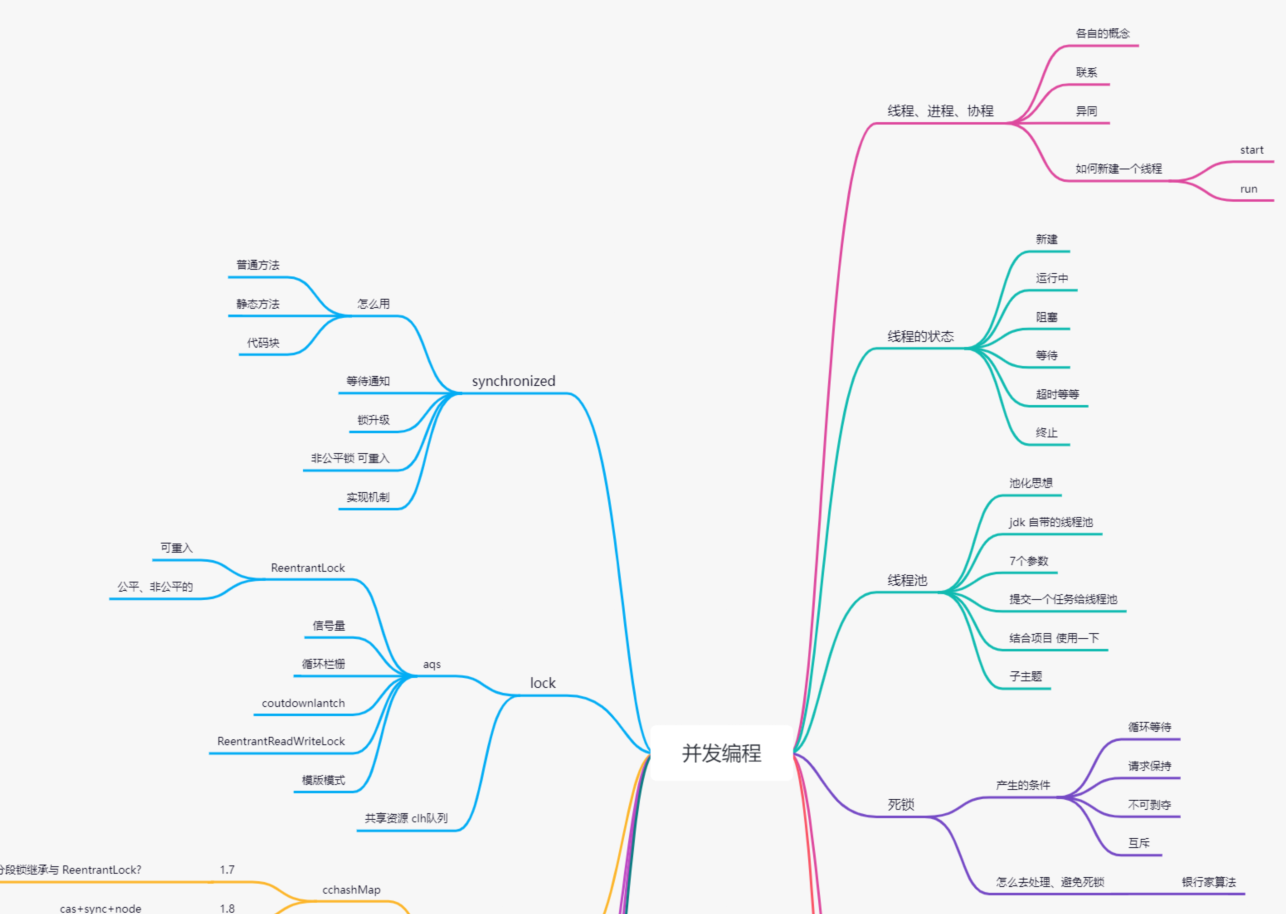 并发编程
线程、进程、协程
各自的概念
联系
异同
如何新建一个线程
start
run
线程的状态
新建
运行中
阻塞
等待
超时等等
终止
线程池
池化思想
jdk 自带的线程池
7个参数
提交一个任务给线程池
结合项目 使用一下
子主题
死锁
产生的条件
循环等待
请求保持
不可剥夺
互斥
怎么去处理、避免死锁
银行家算法
synchronized
怎么用
普通方法
静态方法
代码块
等待通知
锁升级
非公平锁 可重入
实现机制
lock
aqs
ReentrantLock
可重入
公平、非公平的
信号量
循环栏栅
coutdownlantch
ReentrantReadWriteLock
模版模式
共享资源 clh队列
cchashMap
1.7
分段锁继承与 ReentrantLock?
1.8
cas+sync+node